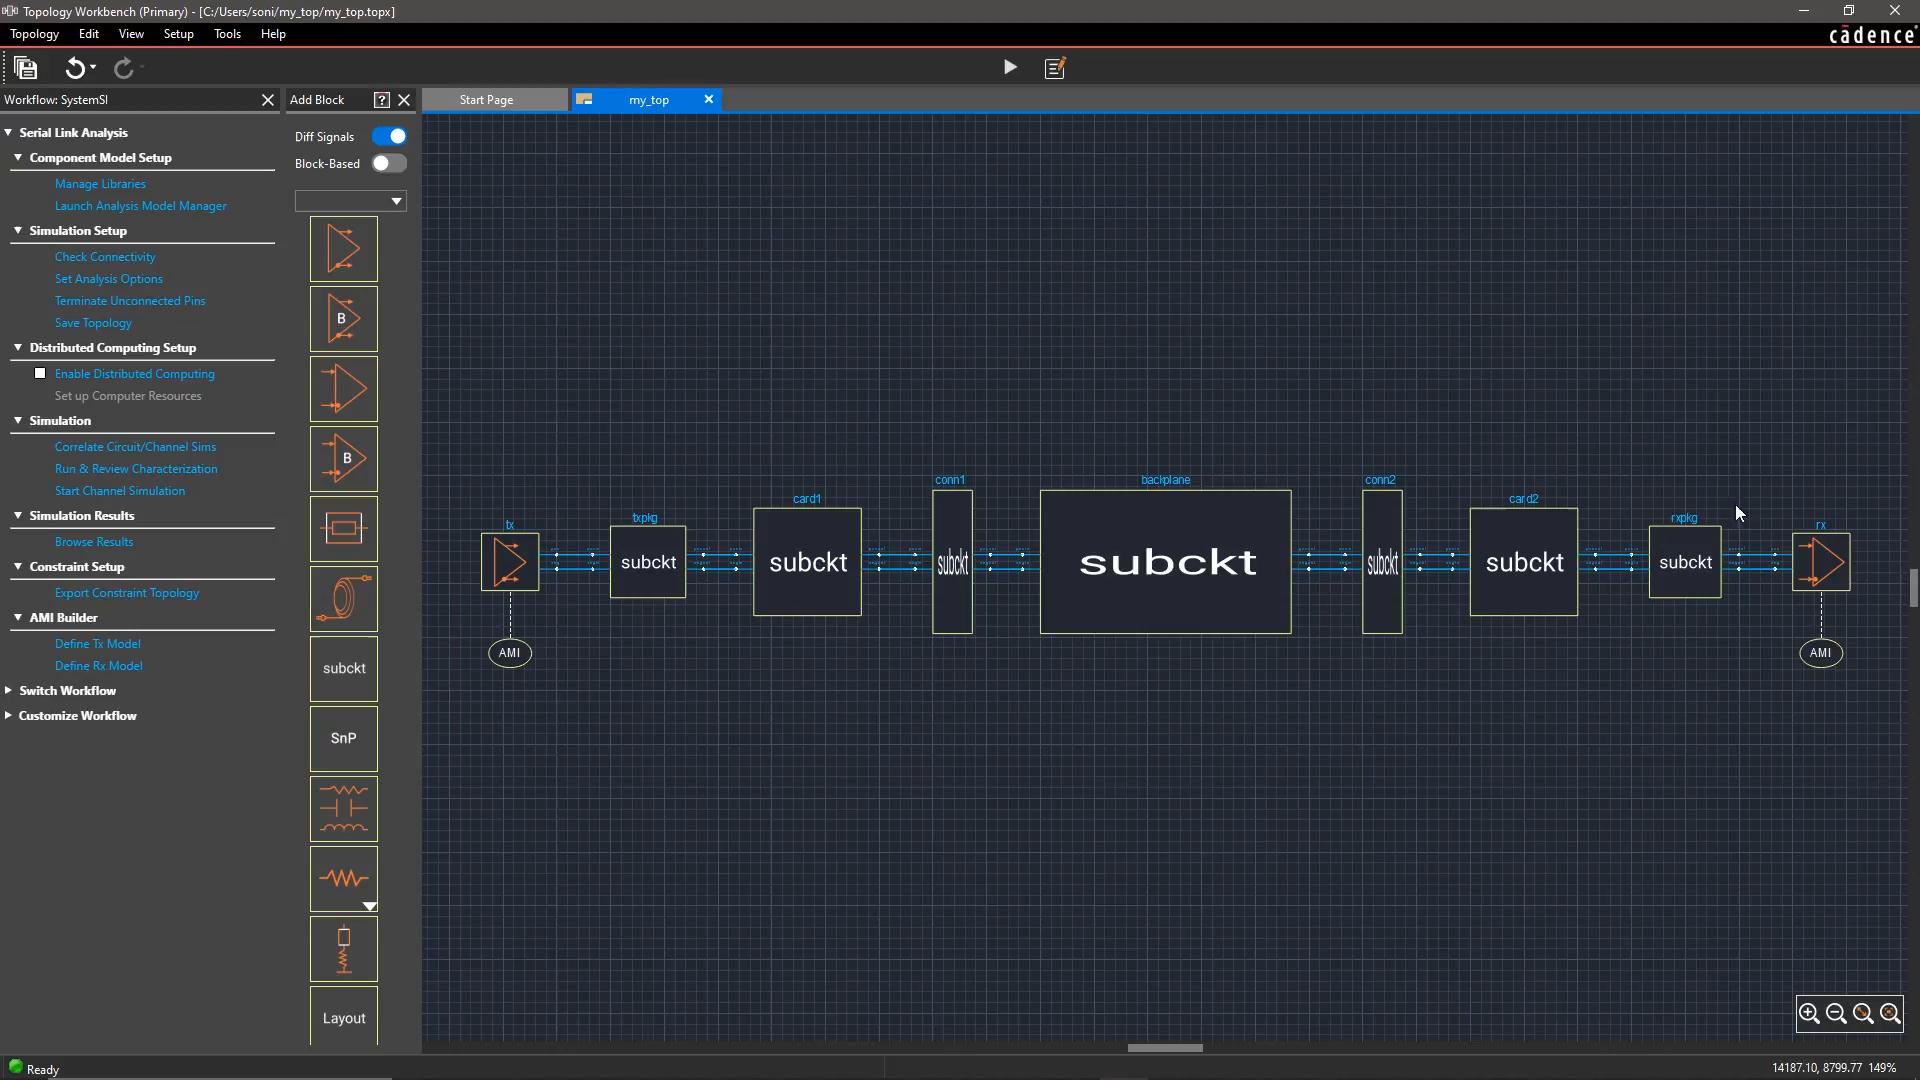 Topology Workbench (Primary) - [C:/Users/soni/my_top/my_top.topx]
Topology Edit View Setup Tools Help
cādence
Workflow: SystemSI
Add Block ?
Start Page
my_top
Serial Link Analysis
Component Model Setup
Manage Libraries
Launch Analysis Model Manager
Simulation Setup
Check Connectivity
Set Analysis Options
Terminate Unconnected Pins
Save Topology
Distributed Computing Setup
Enable Distributed Computing
Set up Computer Resources
Simulation
Correlate Circuit/Channel Sims
Run & Review Characterization
Start Channel Simulation
Simulation Results
Browse Results
Constraint Setup
Export Constraint Topology
AMI Builder
Define Tx Model
Define Rx Model
Switch Workflow
Customize Workflow
Diff Signals
Block-Based
B
B
subckt
SnP
Layout
tx
AMI
txpkg
subckt
card1
subckt
conn1
subckt
backplane
subckt
conn2
subckt
card2
subckt
rxpkg
subckt
rx
AMI
Ready
14187.10, 8799.77 149%